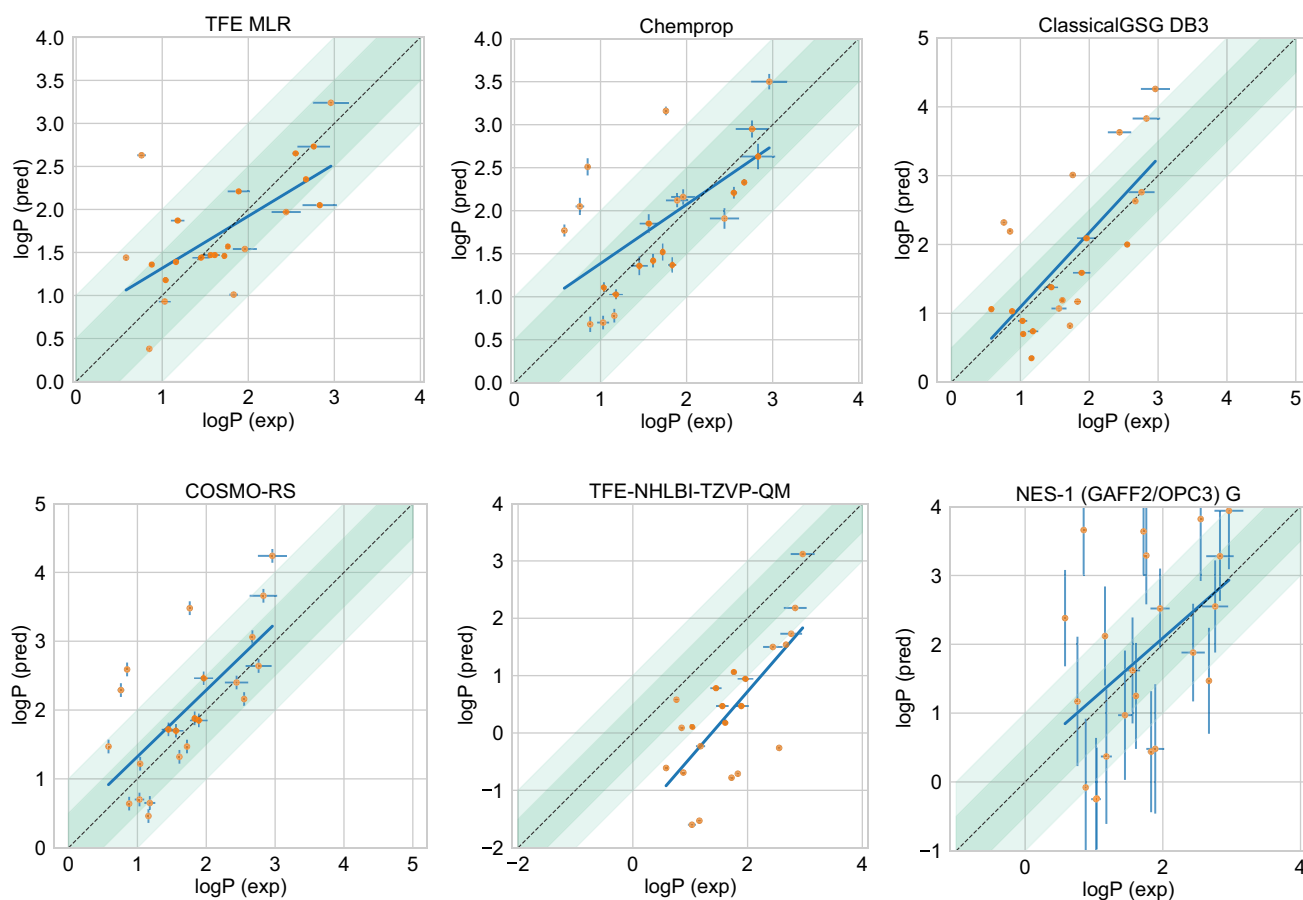 TFE MLR
4.0
3.5
3.0
2.5
2.0
1.5
1.0
0.5
0.0
logP (pred)
0 1 2 3 4
logP (exp)
Chemprop
4.0
3.5
3.0
2.5
2.0
1.5
1.0
0.5
0.0
logP (pred)
0 1 2 3 4
logP (exp)
ClassicalGSG DB3
5
4
3
2
1
0
logP (pred)
0 1 2 3 4 5
logP (exp)
COSMO-RS
5
4
3
2
1
0
logP (pred)
0 1 2 3 4 5
logP (exp)
TFE-NHLBI-TZVP-QM
4
3
2
1
0
−1
−2
logP (pred)
−2 0 2 4
logP (exp)
NES-1 (GAFF2/OPC3) G
4
3
2
1
0
−1
logP (pred)
0 2 4
logP (exp)